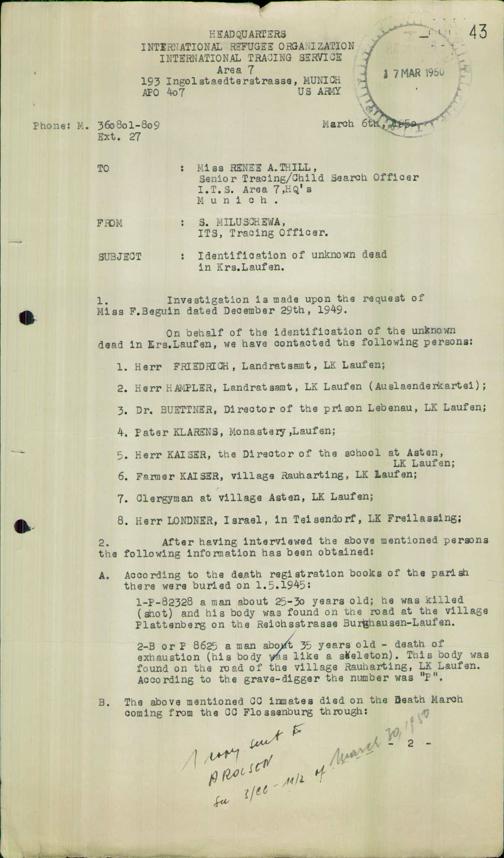 43
HEADQUARTERS
INTERNATIONAL REFUGEE ORGANIZATION
INTERNATIONAL TRACING SERVICE
Area 7
193 Ingolstaedterstrasse, MUNICH
APO 407 US ARMY
17 MAR 1950
Phone: M. 360801-809
Ext. 27
March 6th, 1950
TO : Miss RENEE A.THILL,
Senior Tracing/Child Search Officer
I.T.S. Area 7,HQ's
Munich.
FROM : S. MILUSCHEWA,
ITS, Tracing Officer.
SUBJECT : Identification of unknown dead
in Krs.Laufen.
1. Investigation is made upon the request of
Miss F.Beguin dated December 29th, 1949.
On behalf of the identification of the unknown
dead in Krs.Laufen, we have contacted the following persons:
1. Herr FRIEDRICH, Landratsamt, LK Laufen;
2. Herr HAMPLER, Landratsamt, LK Laufen (Auslaenderkartei);
3. Dr. BUETTNER, Director of the prison Lebenau, LK Laufen;
4. Pater KLARENS, Monastery,Laufen;
5. Herr KAISER, the Director of the school at Asten,
LK Laufen;
6. Farmer KAISER, village Rauharting, LK Laufen;
7. Clergyman at village Asten, LK Laufen;
8. Herr LONDNER, Israel, in Teisendorf, LK Freilassing;
2. After having interviewed the above mentioned persons
the following information has been obtained:
A. According to the death registration books of the parish
there were buried on 1.5.1945:
1-P-82328 a man about 25-30 years old; he was killed
(shot) and his body was found on the road at the village
Plattenberg on the Reichsstrasse Burghausen-Laufen.
2-B or P 8625 a man about 35 years old - death of
exhaustion (his body was like a skeleton). This body was
found on the road of the village Rauharting, LK Laufen.
According to the grave-digger the number was "P".
B. The above mentioned CC inmates died on the Death March
coming from the CC Flossenburg through:
- 2 -
1 copy sent to
AROLSEN
of March 30, 1950